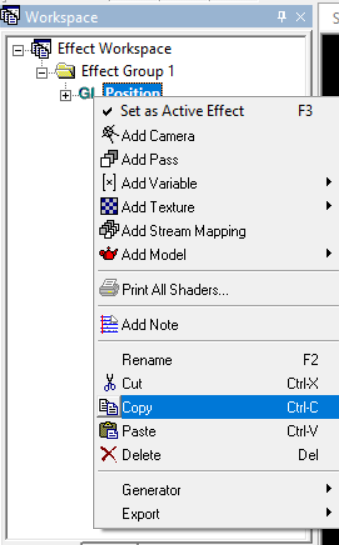 Workspace
S
Effect Workspace
Effect Group 1
GL Position
Set as Active Effect F3
Add Camera
Add Pass
[×] Add Variable
Add Texture
Add Stream Mapping
Add Model
Print All Shaders...
Add Note
Rename F2
Cut Ctrl-X
Copy Ctrl-C
Paste Ctrl-V
Delete Del
Generator
Export